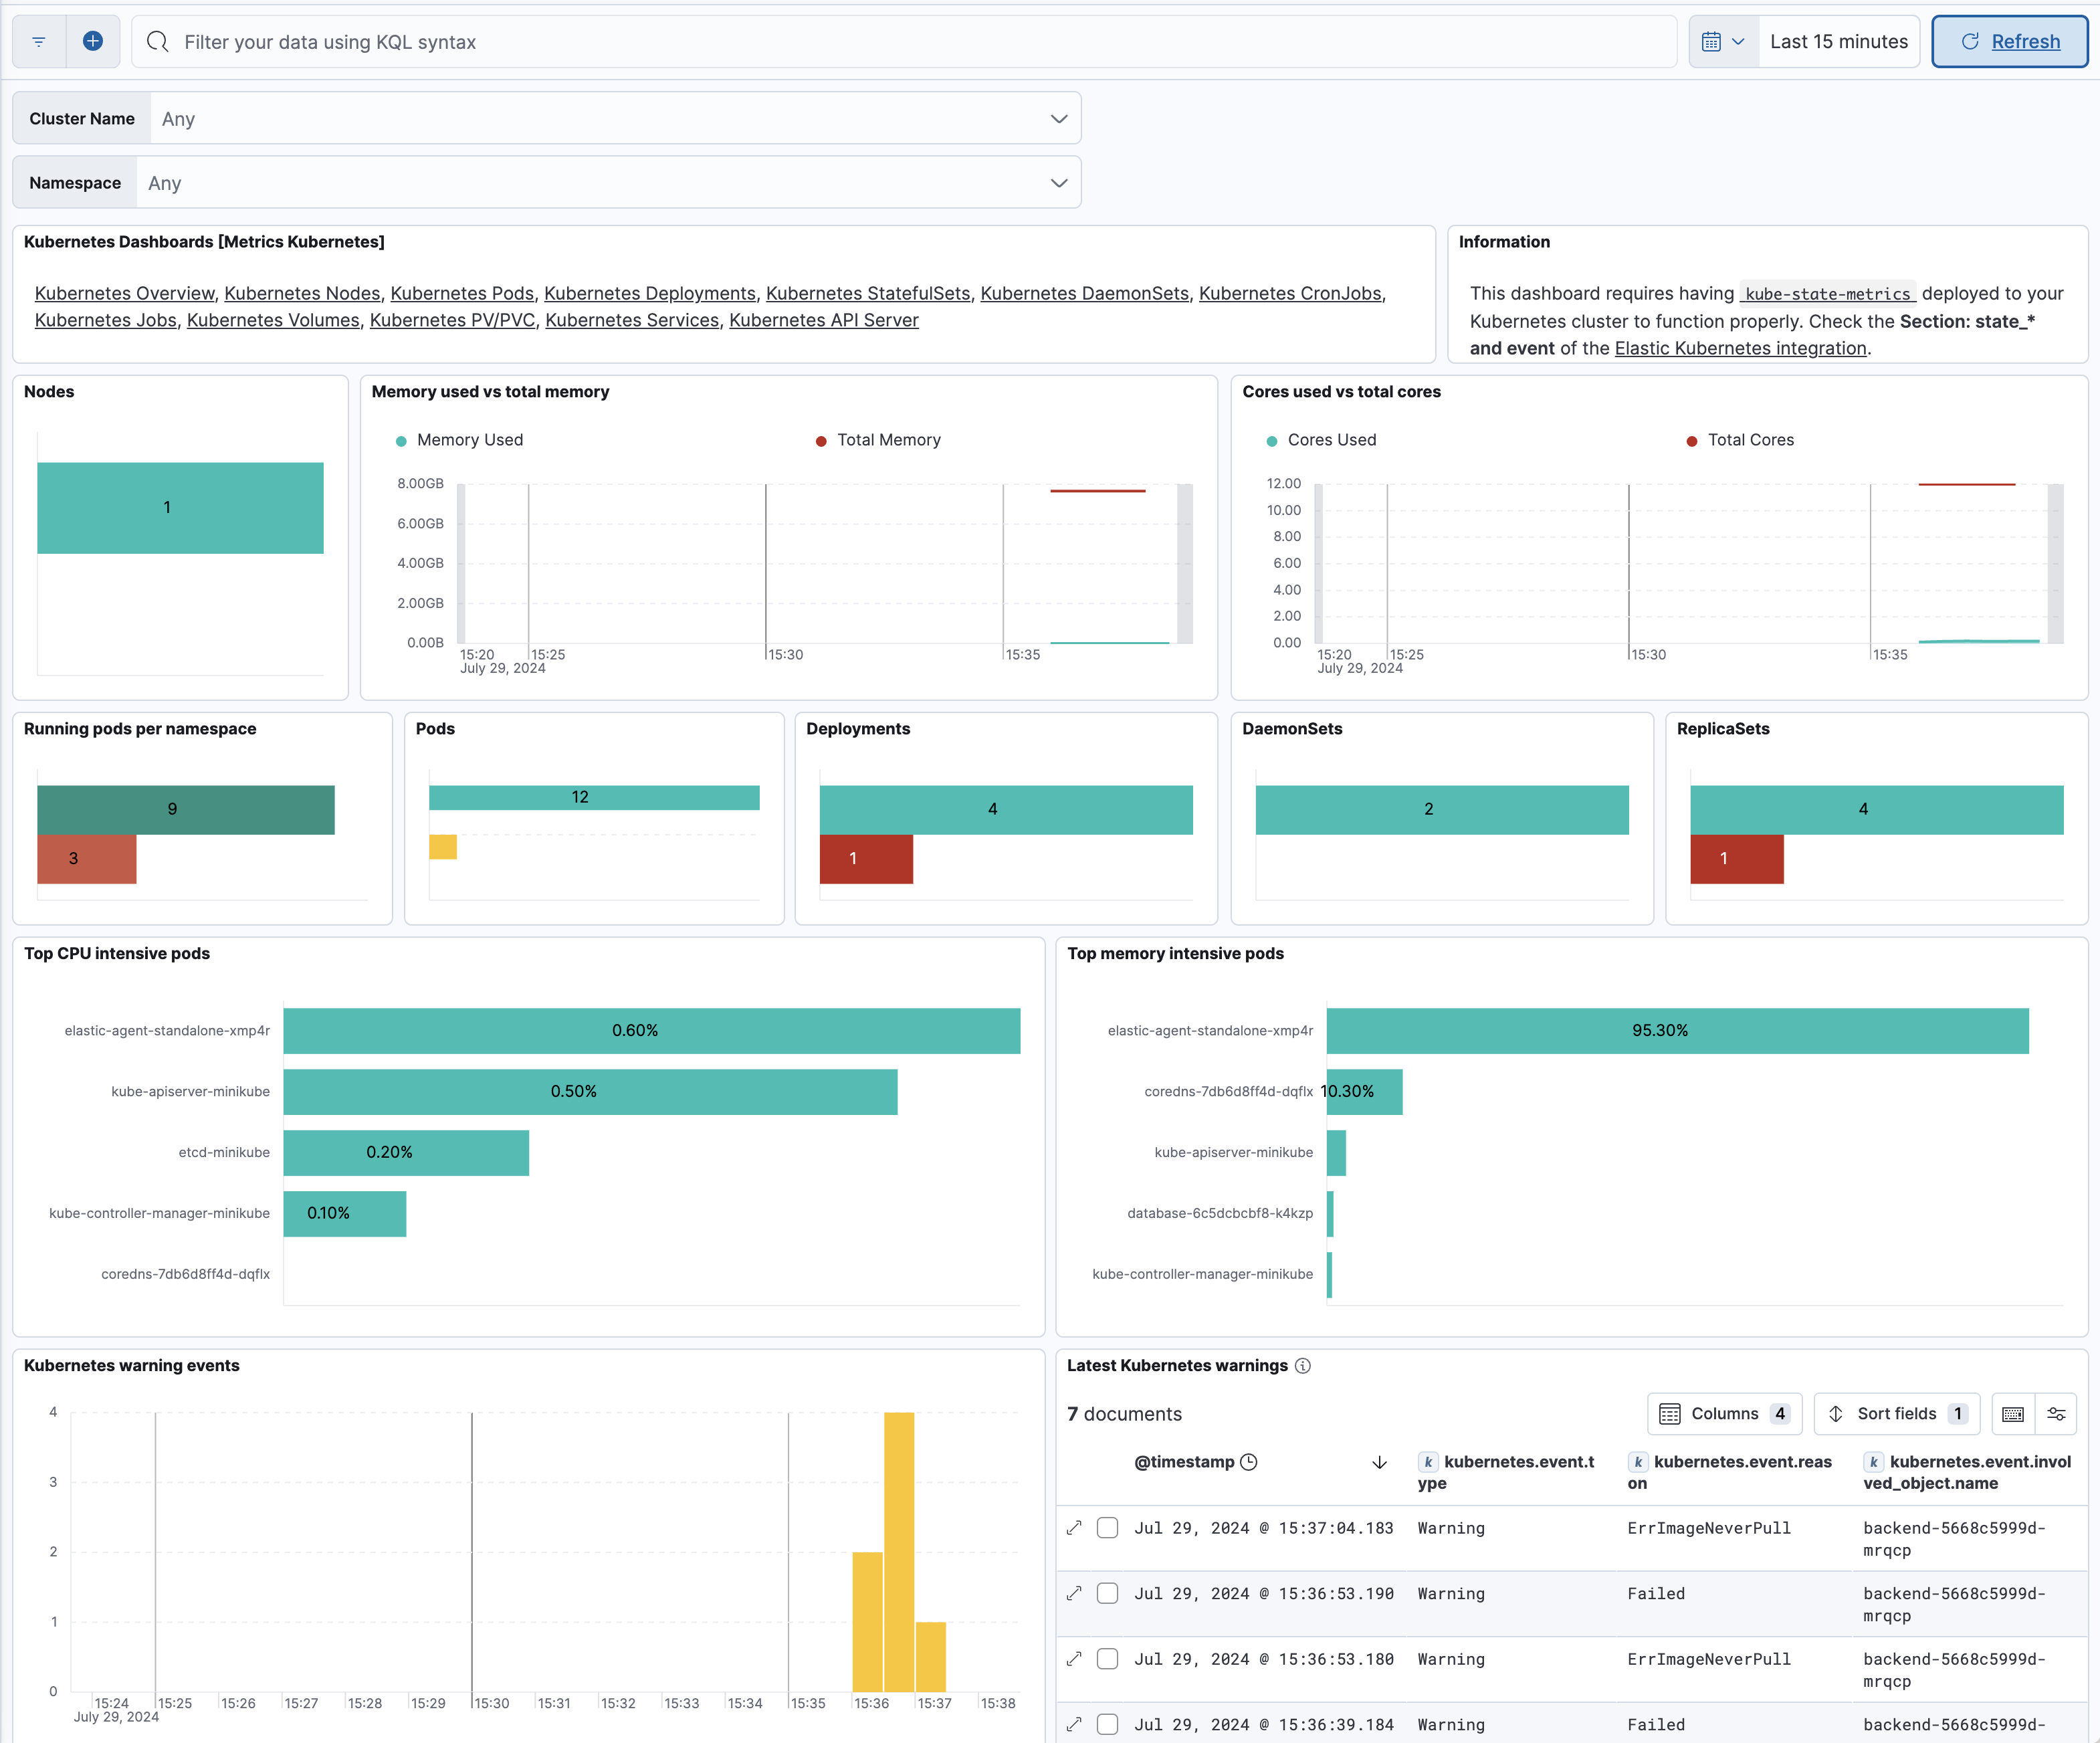 Filter your data using KQL syntax
Last 15 minutes
Refresh
Cluster Name
Any
Namespace
Any
Kubernetes Dashboards [Metrics Kubernetes]
Kubernetes Overview, Kubernetes Nodes, Kubernetes Pods, Kubernetes Deployments, Kubernetes StatefulSets, Kubernetes DaemonSets, Kubernetes CronJobs,
Kubernetes Jobs, Kubernetes Volumes, Kubernetes PV/PVC, Kubernetes Services, Kubernetes API Server
Information
This dashboard requires having kube-state-metrics deployed to your
Kubernetes cluster to function properly. Check the Section: state_*
and event of the Elastic Kubernetes integration.
Nodes
1
Memory used vs total memory
Memory Used
Total Memory
8.00GB
6.00GB
4.00GB
2.00GB
0.00B
15:20
15:25
15:30
15:35
July 29, 2024
Cores used vs total cores
Cores Used
Total Cores
12.00
10.00
8.00
6.00
4.00
2.00
0.00
15:20
15:25
15:30
15:35
July 29, 2024
Running pods per namespace
9
3
Pods
12
Deployments
4
1
DaemonSets
2
ReplicaSets
4
1
Top CPU intensive pods
elastic-agent-standalone-xmp4r
0.60%
kube-apiserver-minikube
0.50%
etcd-minikube
0.20%
kube-controller-manager-minikube
0.10%
coredns-7db6d8ff4d-dqflx
Top memory intensive pods
elastic-agent-standalone-xmp4r
95.30%
coredns-7db6d8ff4d-dqflx
10.30%
kube-apiserver-minikube
database-6c5dcbcbf8-k4kzp
kube-controller-manager-minikube
Kubernetes warning events
4
3
2
1
0
15:24
15:25
15:26
15:27
15:28
15:29
15:30
15:31
15:32
15:33
15:34
15:35
15:36
15:37
15:38
July 29, 2024
Latest Kubernetes warnings
7 documents
Columns 4
Sort fields 1
@timestamp
k kubernetes.event.t
ype
k kubernetes.event.reas
on
k kubernetes.event.invol
ved_object.name
Jul 29, 2024 @ 15:37:04.183
Warning
ErrImageNeverPull
backend-5668c5999d-
mrqcp
Jul 29, 2024 @ 15:36:53.190
Warning
Failed
backend-5668c5999d-
mrqcp
Jul 29, 2024 @ 15:36:53.180
Warning
ErrImageNeverPull
backend-5668c5999d-
mrqcp
Jul 29, 2024 @ 15:36:39.184
Warning
Failed
backend-5668c5999d-